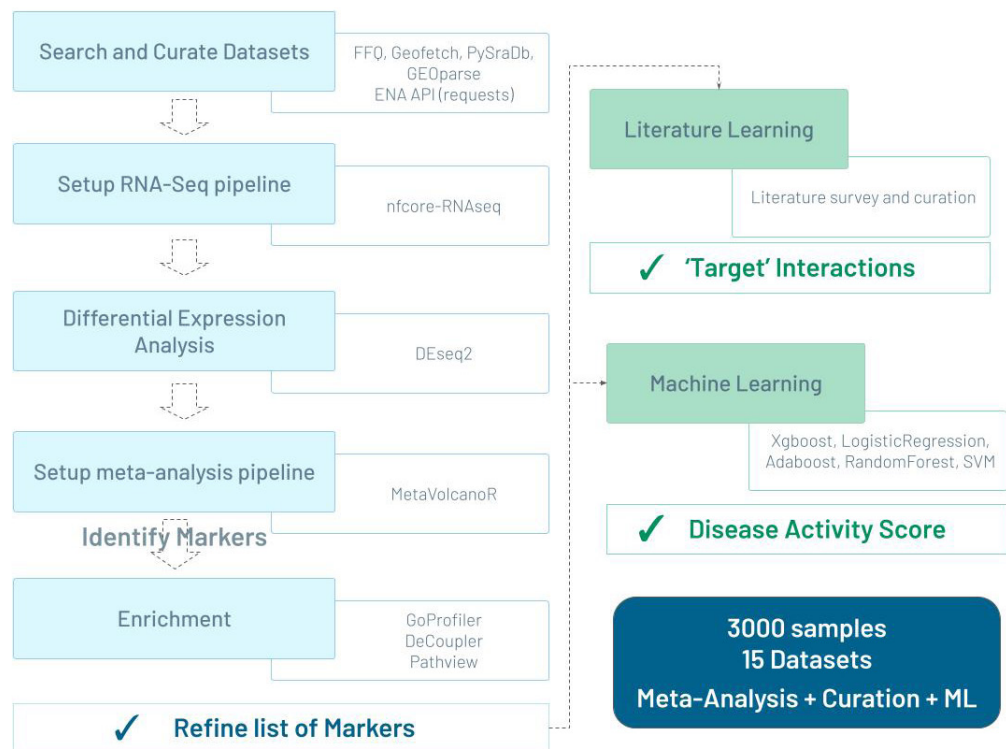 Search and Curate Datasets
FFQ, Geofetch, PySraDb,
GEOparse
ENA API (requests)
Setup RNA-Seq pipeline
nfcore-RNAseq
Differential Expression
Analysis
DEseq2
Setup meta-analysis pipeline
MetaVolcanoR
Identify Markers
Enrichment
GoProfiler
DeCoupler
Pathview
✓ Refine list of Markers
Literature Learning
Literature survey and curation
✓ ‘Target’ Interactions
Machine Learning
Xgboost, LogisticRegression,
Adaboost, RandomForest, SVM
✓ Disease Activity Score
3000 samples
15 Datasets
Meta-Analysis + Curation + ML